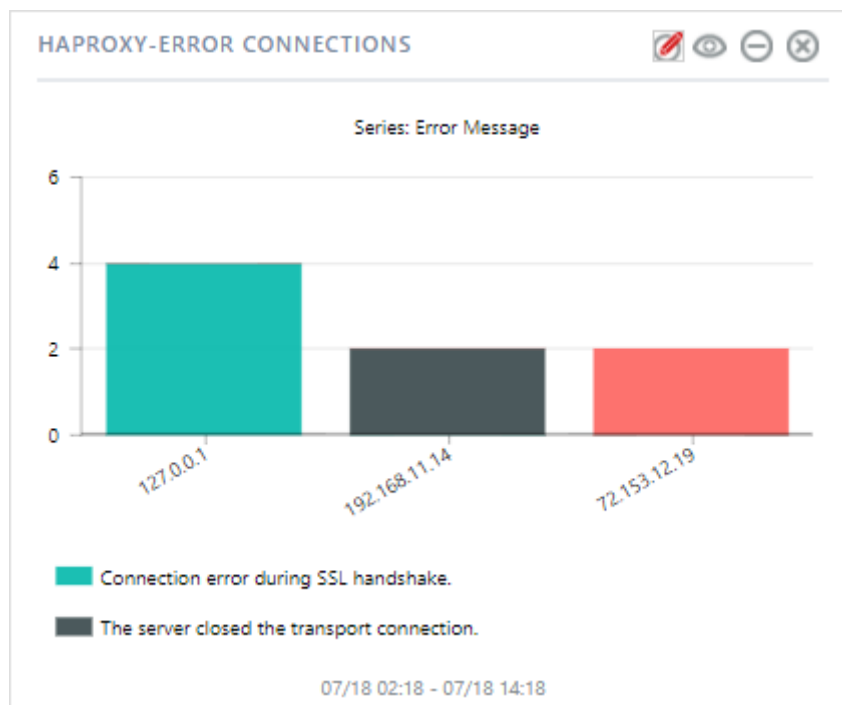 HAPROXY-ERROR CONNECTIONS
Series: Error Message
6
4
2
0
127.0.0.1
192.168.11.14
72.153.12.19
Connection error during SSL handshake.
The server closed the transport connection.
07/18 02:18 - 07/18 14:18